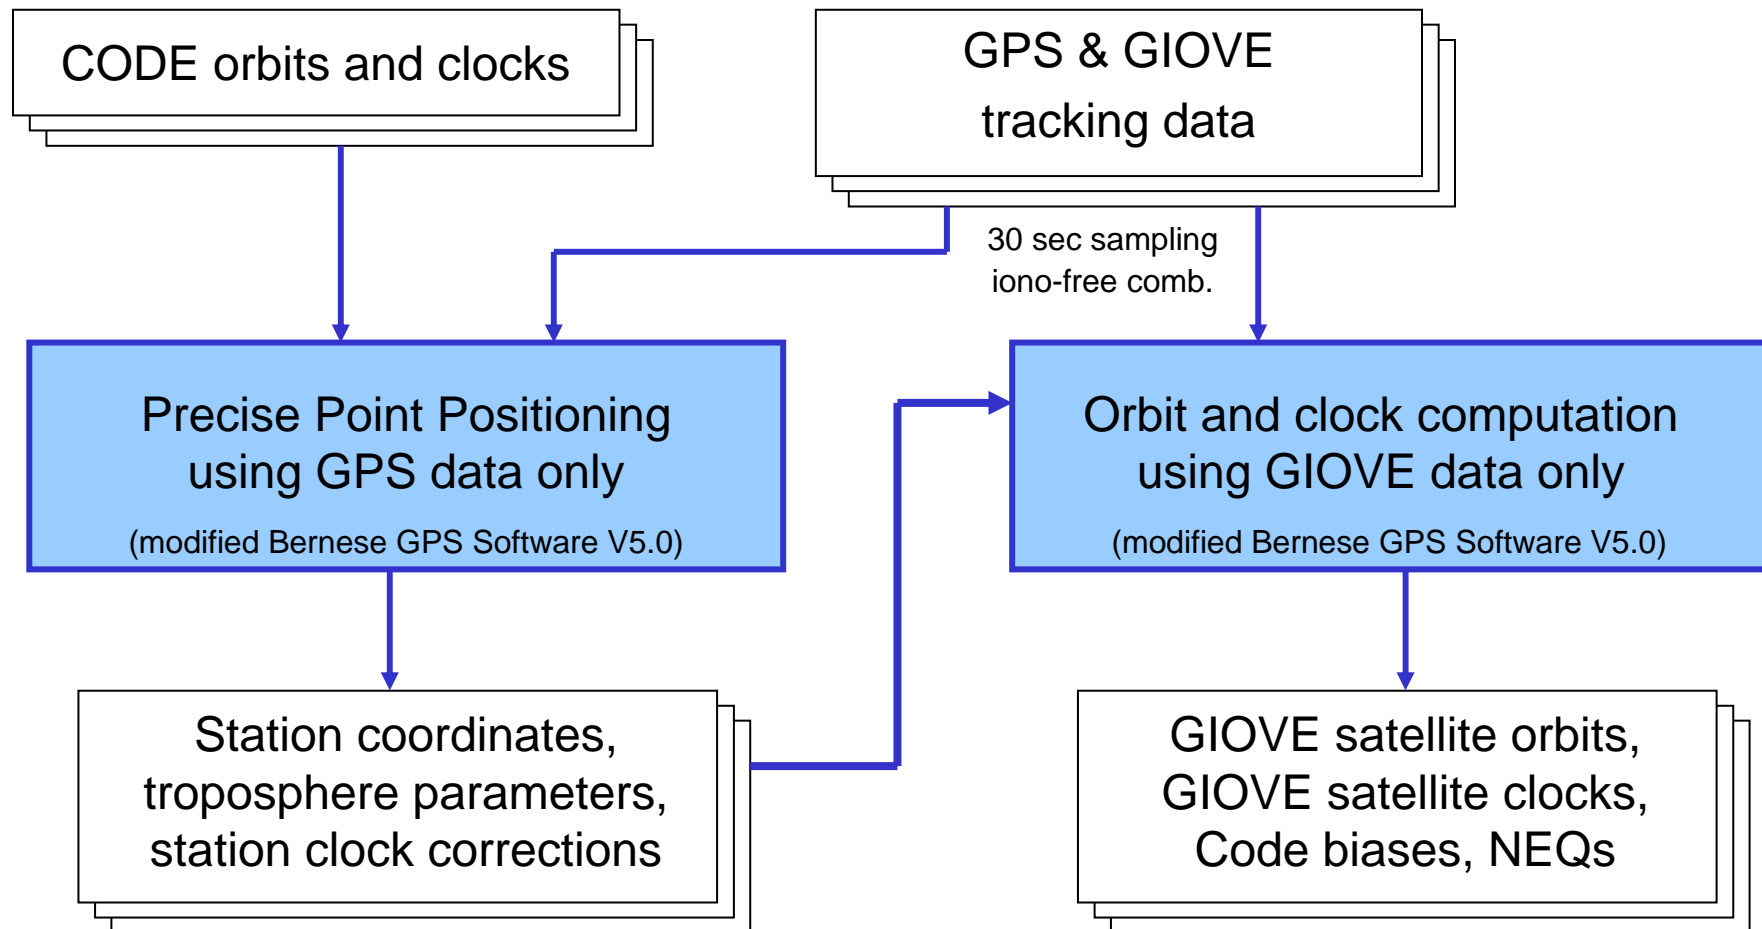 CODE orbits and clocks
GPS & GIOVE
tracking data
30 sec sampling
iono-free comb.
Precise Point Positioning
using GPS data only
(modified Bernese GPS Software V5.0)
Orbit and clock computation
using GIOVE data only
(modified Bernese GPS Software V5.0)
Station coordinates,
troposphere parameters,
station clock corrections
GIOVE satellite orbits,
GIOVE satellite clocks,
Code biases, NEQs